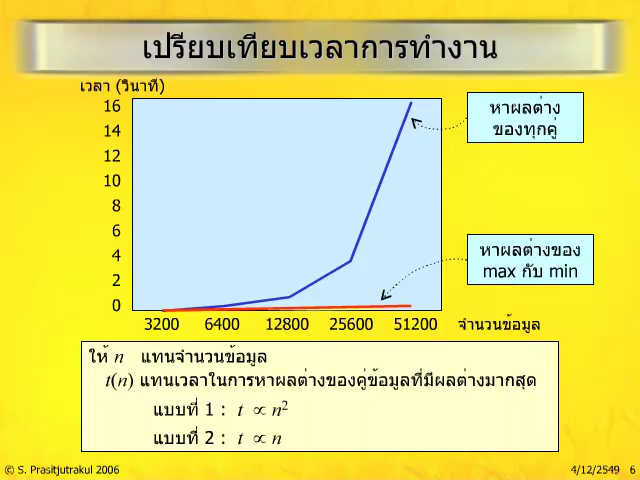 เปรียบเทียบเวลาการทำงาน
เวลา (วินาที)
16
14
12
10
8
6
4
2
0
3200 6400 12800 25600 51200 จำนวนข้อมูล
หาผลต่าง
ของทุกคู่
หาผลต่างของ
max กับ min
ให้ n แทนจำนวนข้อมูล
t(n) แทนเวลาในการหาผลต่างของคู่ข้อมูลที่มีผลต่างมากสุด
แบบที่ 1 : t ∝ n²
แบบที่ 2 : t ∝ n
© S. Prasitjutrakul 2006 4/12/2549 6